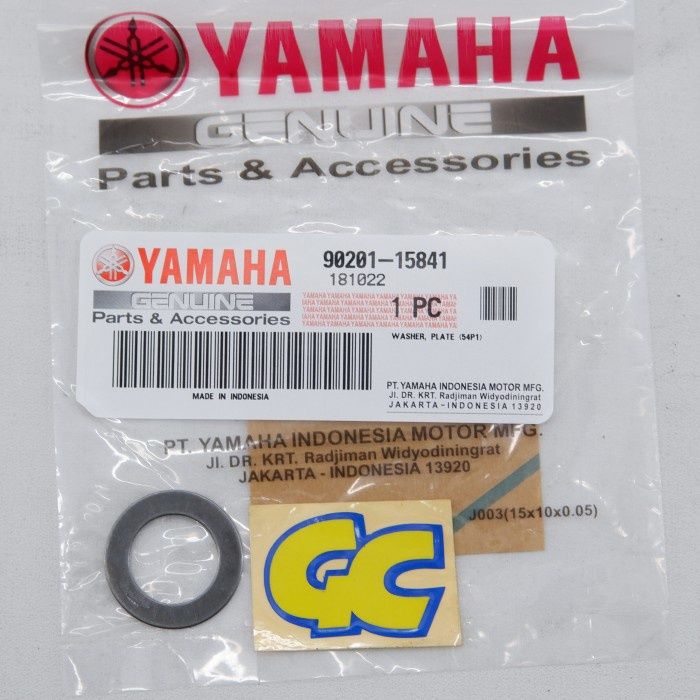 YAMAHA
GENUINE
Parts & Accessories
YAMAHA
GENUINE
Parts & Accessories
90201-15841
181022
1 PC
WASHER, PLATE (54P1)
MADE IN INDONESIA
PT. YAMAHA INDONESIA MOTOR MFG.
Jl. DR. KRT. Radjiman Widyodiningrat
JAKARTA-INDONESIA 13920
PT. YAMAHA INDONESIA MOTOR MFG.
Jl. DR. KRT. Radjiman Widyodiningrat
JAKARTA - INDONESIA 13920
J003(15x10x0.05)
GC